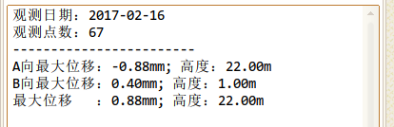 观测日期：2017-02-16
观测点数：67
-----------------------
A向最大位移：-0.88mm; 高度：22.00m
B向最大位移：0.40mm; 高度：1.00m
最大位移　：0.88mm; 高度：22.00m